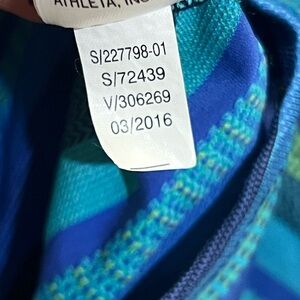 ATHLETA, INC
S/227798-01
S/72439
V/306269
03/2016